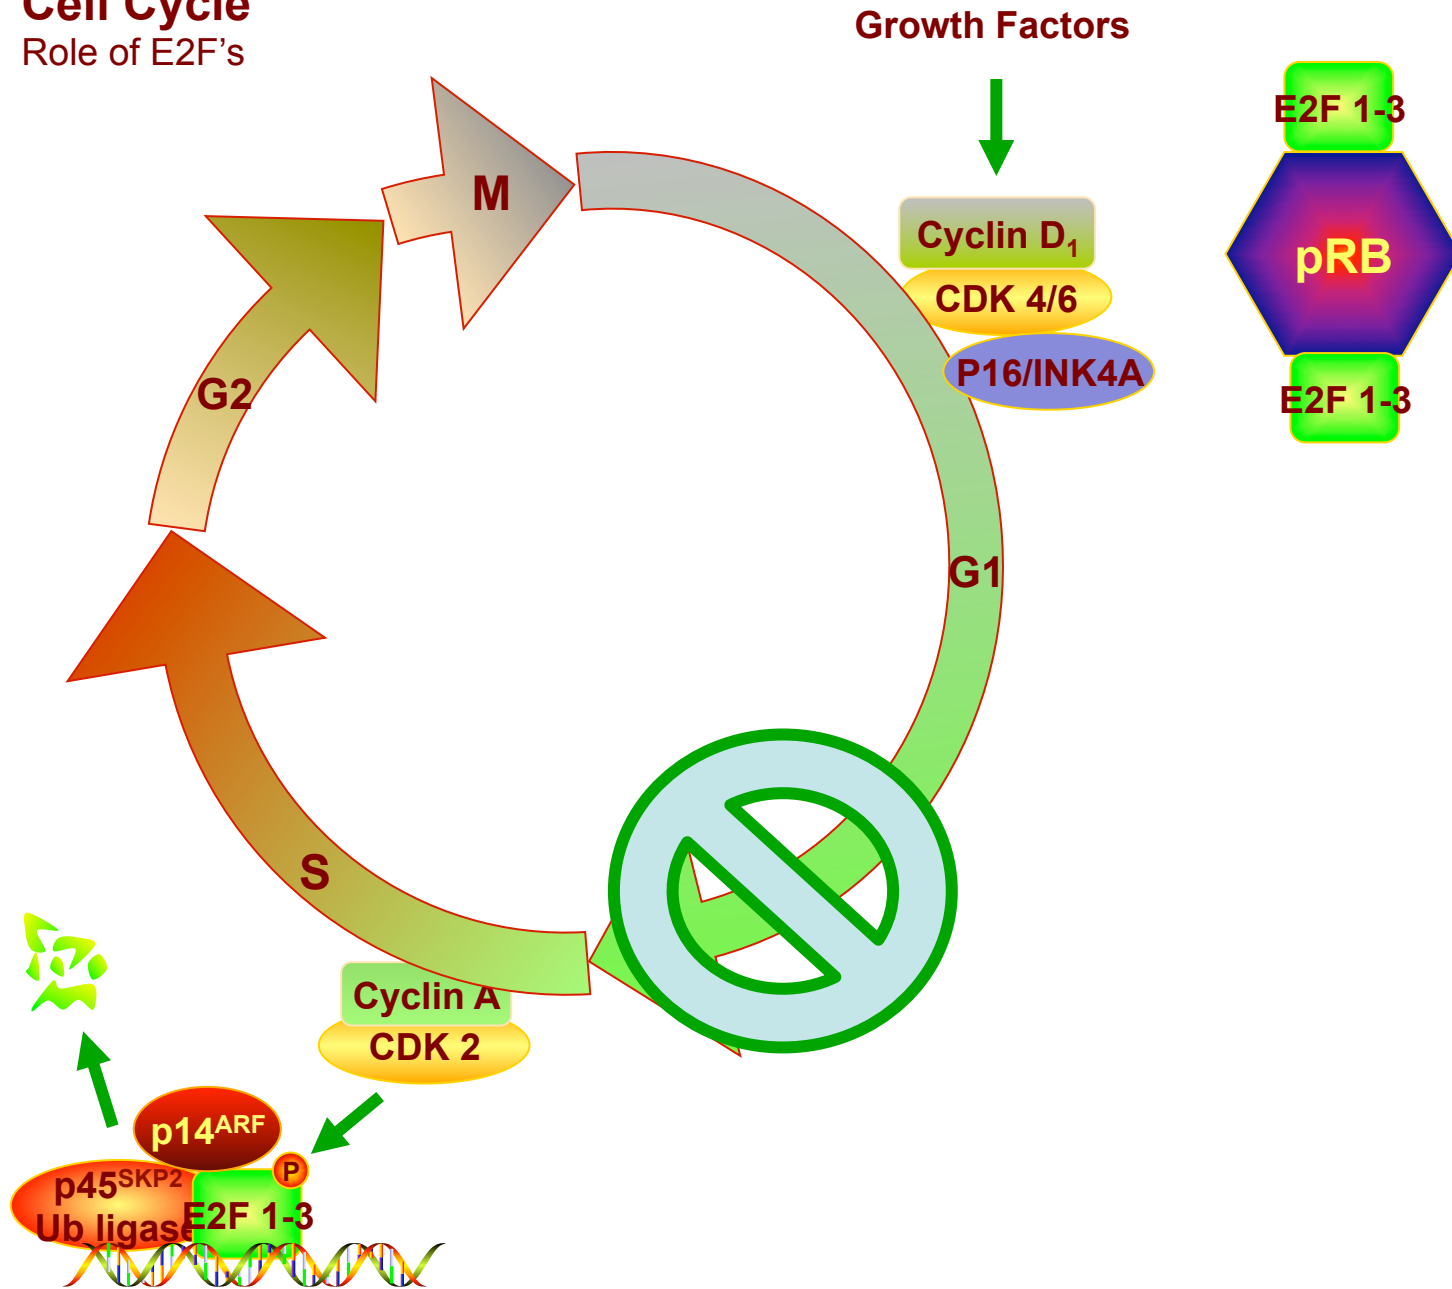 Cell Cycle
Role of E2F's
Growth Factors
E2F 1-3
M
Cyclin D1
pRB
CDK 4/6
P16/INK4A
G2
E2F 1-3
G1
S
Cyclin A
CDK 2
p14ARF
P
p45SKP2
Ub ligase
E2F 1-3